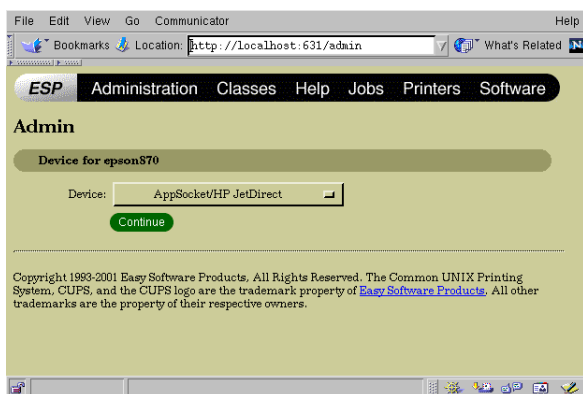 File Edit View Go Communicator Help
Bookmarks Location: http://localhost:631/admin What's Related N
ESP Administration Classes Help Jobs Printers Software
Admin
Device for epson870
Device: AppSocket/HP JetDirect
Continue
Copyright 1993-2001 Easy Software Products, All Rights Reserved. The Common UNIX Printing
System, CUPS, and the CUPS logo are the trademark property of Easy Software Products. All other
trademarks are the property of their respective owners.